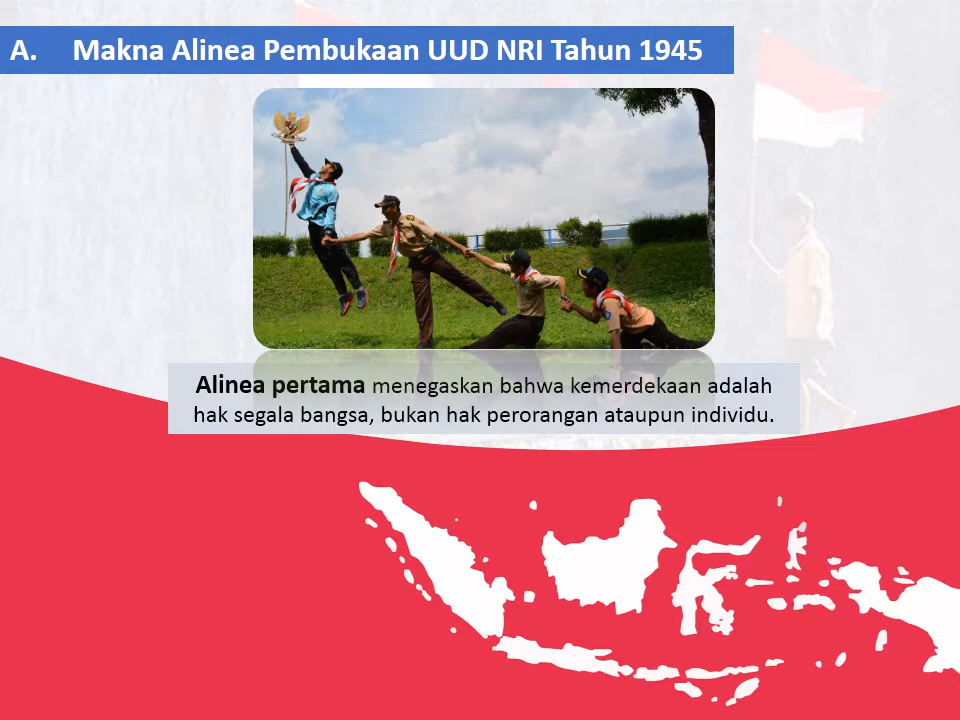 A. Makna Alinea Pembukaan UUD NRI Tahun 1945
Alinea pertama menegaskan bahwa kemerdekaan adalah
hak segala bangsa, bukan hak perorangan ataupun individu.